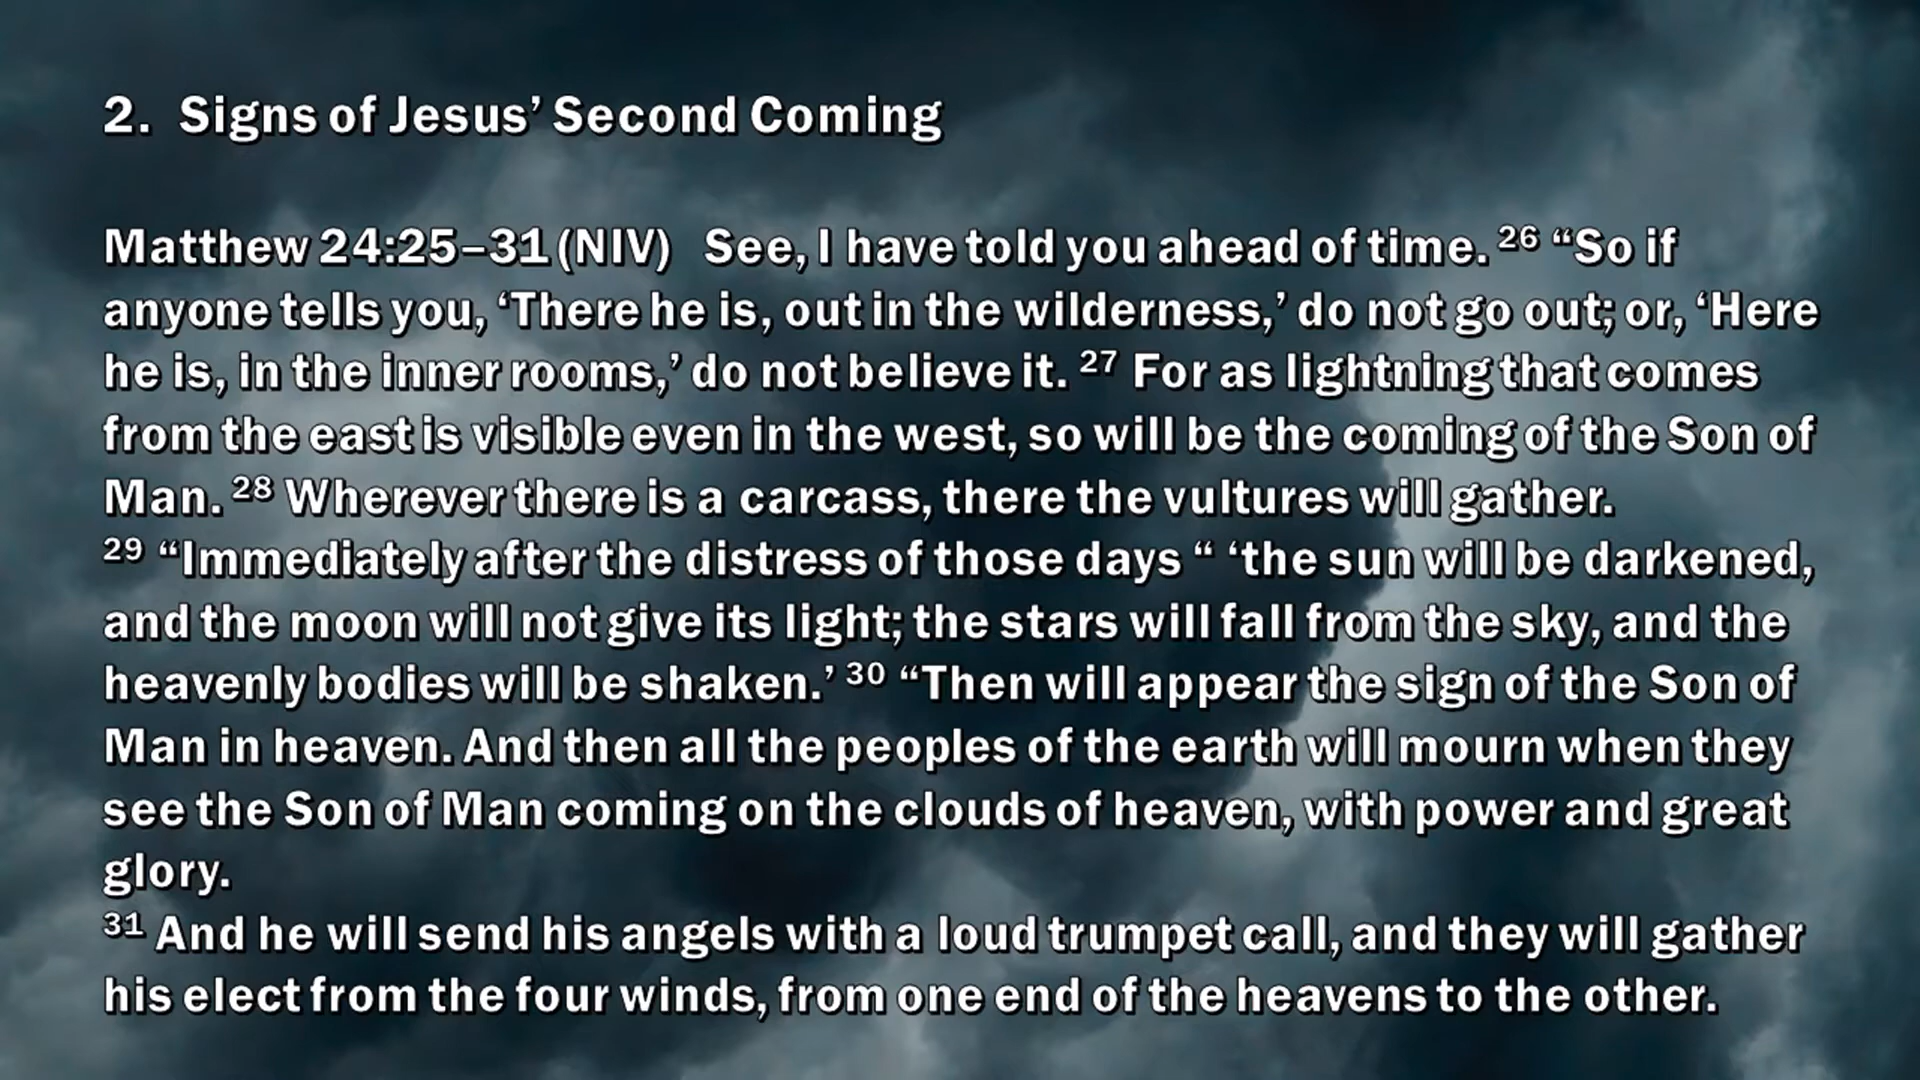 2. Signs of Jesus’ Second Coming
Matthew 24:25–31 (NIV) See, I have told you ahead of time. 26 “So if
anyone tells you, ‘There he is, out in the wilderness,’ do not go out; or, ‘Here
he is, in the inner rooms,’ do not believe it. 27 For as lightning that comes
from the east is visible even in the west, so will be the coming of the Son of
Man. 28 Wherever there is a carcass, there the vultures will gather.
29 “Immediately after the distress of those days “ ‘the sun will be darkened,
and the moon will not give its light; the stars will fall from the sky, and the
heavenly bodies will be shaken.’ 30 “Then will appear the sign of the Son of
Man in heaven. And then all the peoples of the earth will mourn when they
see the Son of Man coming on the clouds of heaven, with power and great
glory.
31 And he will send his angels with a loud trumpet call, and they will gather
his elect from the four winds, from one end of the heavens to the other.